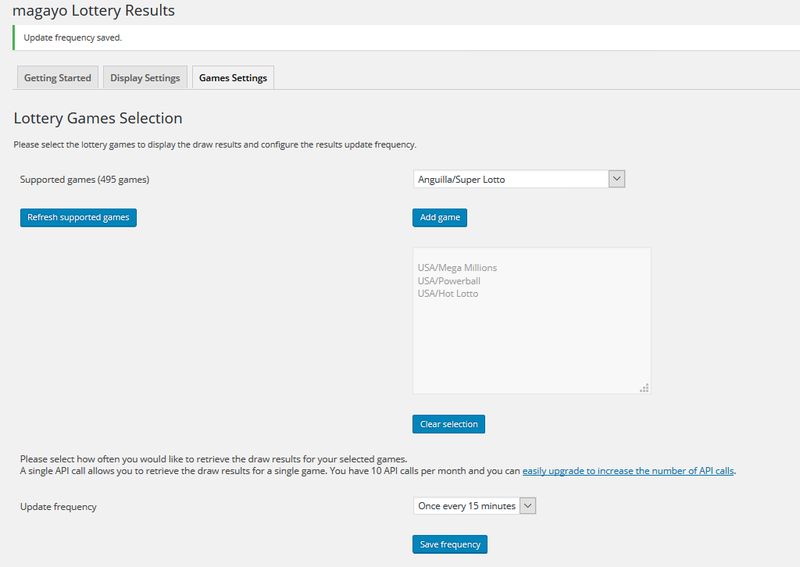 magayo Lottery Results
Update frequency saved.
Getting Started
Display Settings
Games Settings
Lottery Games Selection
Please select the lottery games to display the draw results and configure the results update frequency.
Supported games (495 games)
Anguilla/Super Lotto
Refresh supported games
Add game
USA/Mega Millions
USA/Powerball
USA/Hot Lotto
Clear selection
Please select how often you would like to retrieve the draw results for your selected games.
A single API call allows you to retrieve the draw results for a single game. You have 10 API calls per month and you can easily upgrade to increase the number of API calls.
Update frequency
Once every 15 minutes
Save frequency